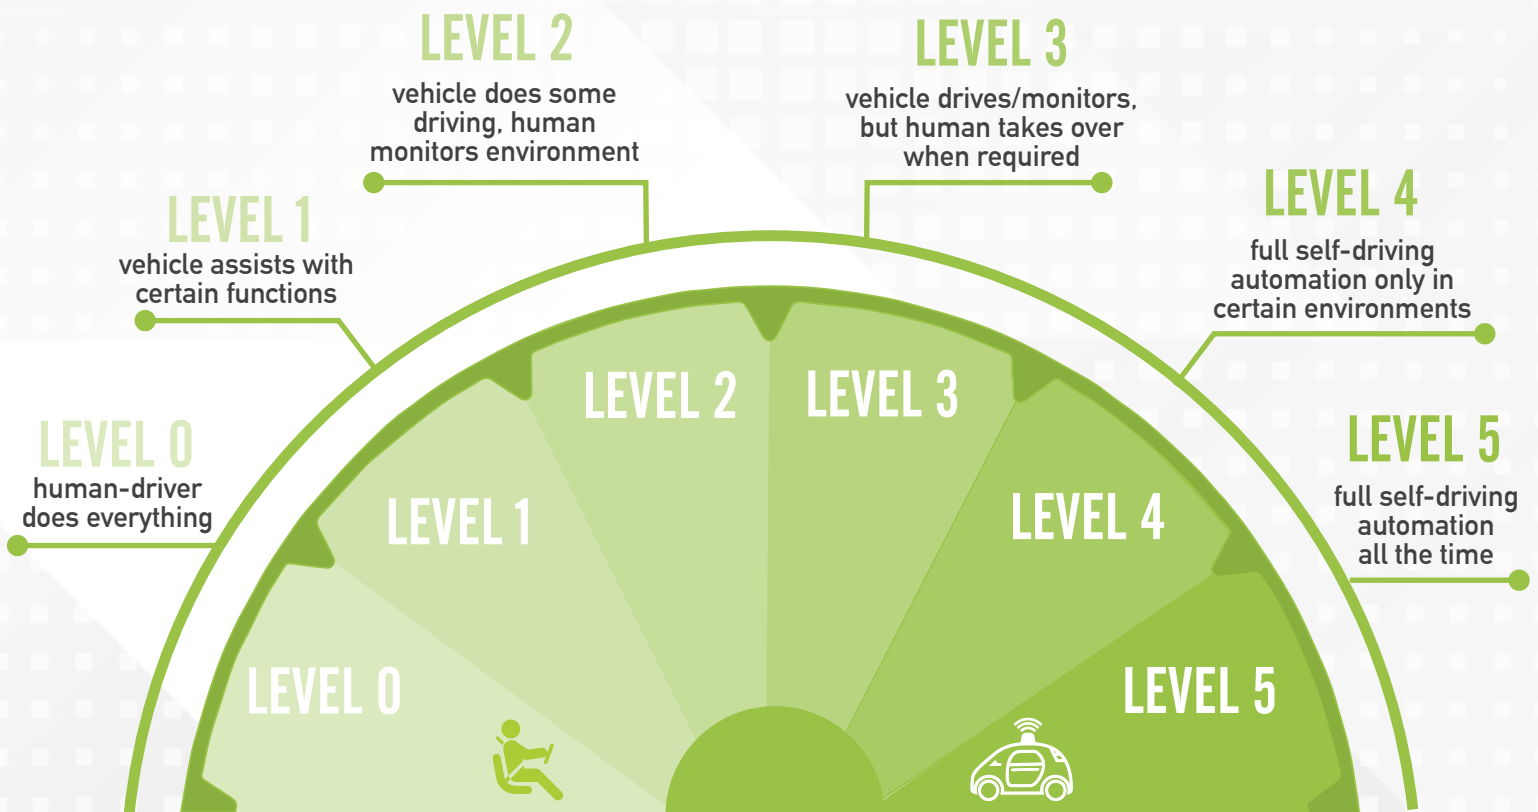 LEVEL 0
human-driver
does everything
LEVEL 1
vehicle assists with
certain functions
LEVEL 2
vehicle does some
driving, human
monitors environment
LEVEL 3
vehicle drives/monitors,
but human takes over
when required
LEVEL 4
full self-driving
automation only in
certain environments
LEVEL 5
full self-driving
automation
all the time
LEVEL 0
LEVEL 1
LEVEL 2
LEVEL 3
LEVEL 4
LEVEL 5